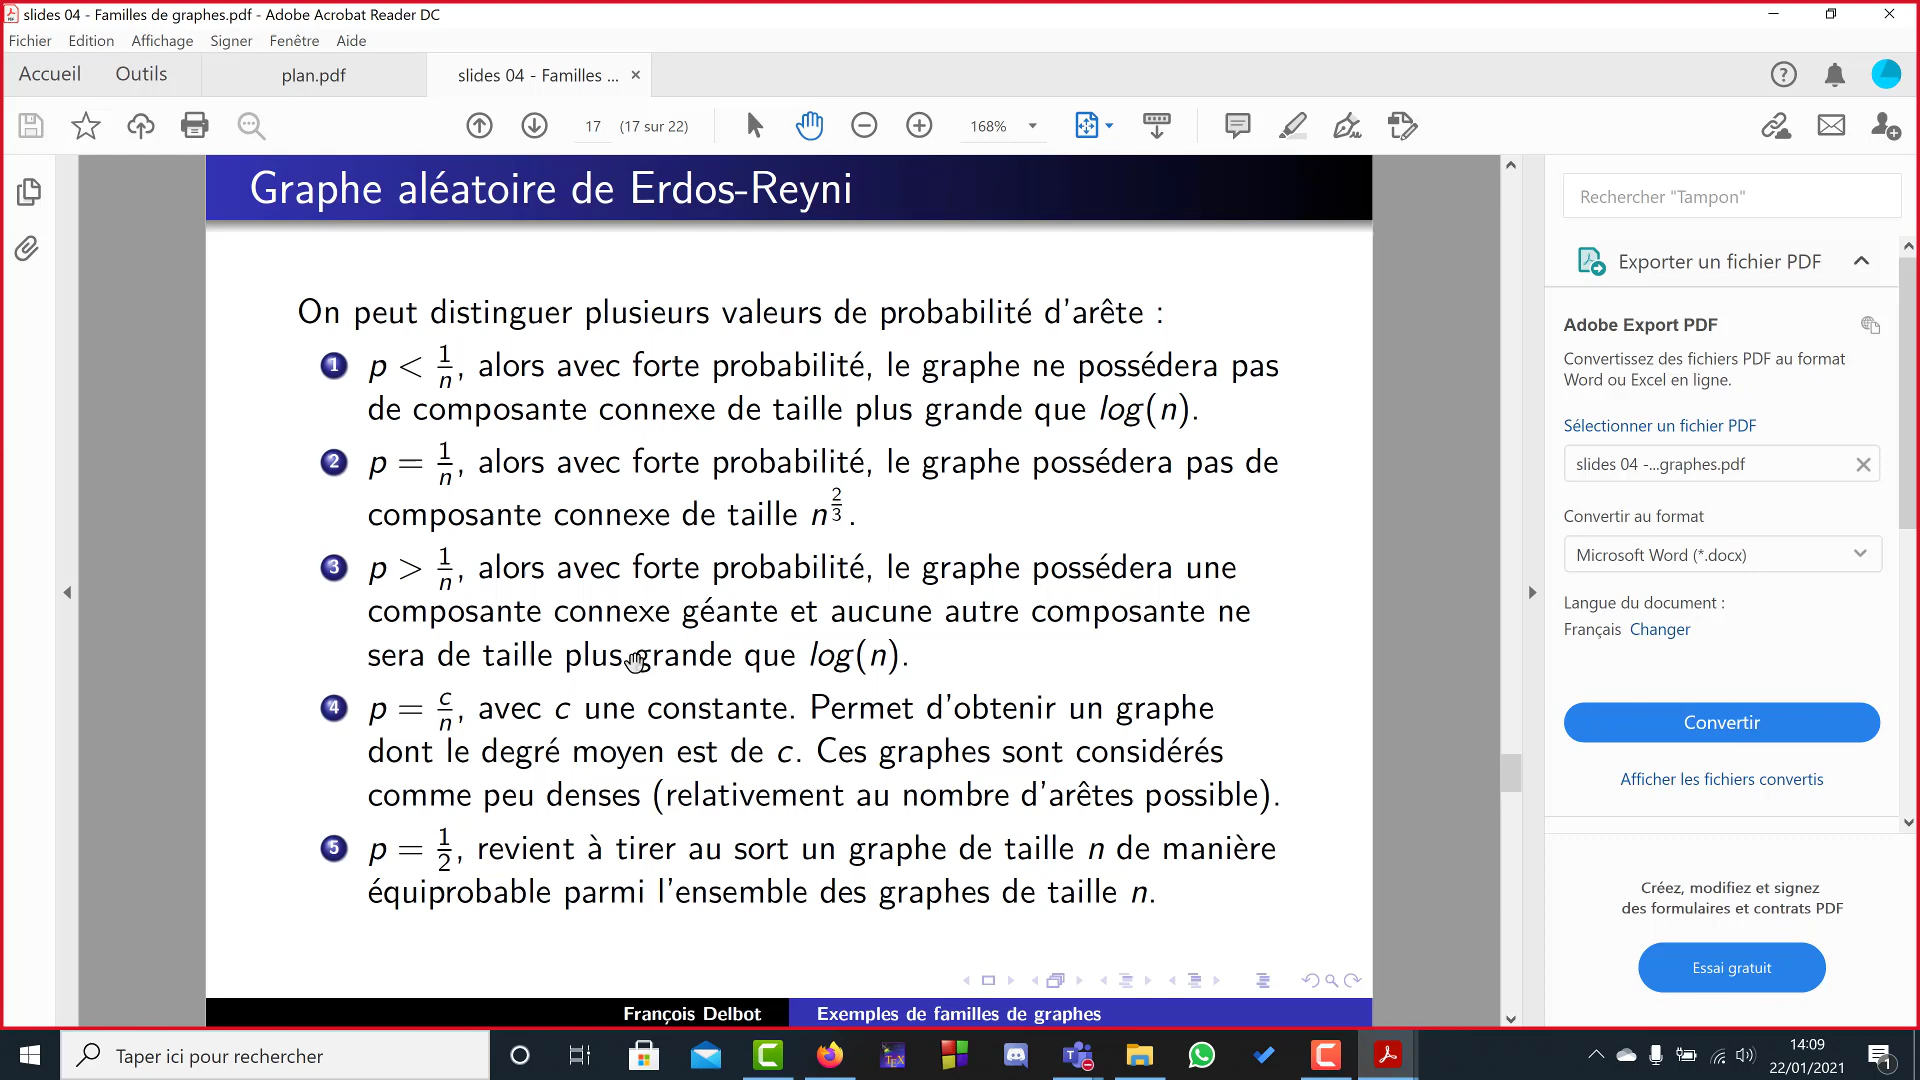 slides 04 - Familles de graphes.pdf - Adobe Acrobat Reader DC
Fichier Edition Affichage Signer Fenêtre Aide
Accueil Outils plan.pdf slides 04 - Familles ... ×
17 (17 sur 22) 168%
Graphe aléatoire de Erdos-Reyni
On peut distinguer plusieurs valeurs de probabilité d'arête :
1 p < 1/n, alors avec forte probabilité, le graphe ne possédera pas
de composante connexe de taille plus grande que log(n).
2 p = 1/n, alors avec forte probabilité, le graphe possédera pas de
composante connexe de taille n^(2/3).
3 p > 1/n, alors avec forte probabilité, le graphe possédera une
composante connexe géante et aucune autre composante ne
sera de taille plus grande que log(n).
4 p = c/n, avec c une constante. Permet d'obtenir un graphe
dont le degré moyen est de c. Ces graphes sont considérés
comme peu denses (relativement au nombre d'arêtes possible).
5 p = 1/2, revient à tirer au sort un graphe de taille n de manière
équiprobable parmi l'ensemble des graphes de taille n.
François Delbot Exemples de familles de graphes
Rechercher "Tampon"
Exporter un fichier PDF
Adobe Export PDF
Convertissez des fichiers PDF au format
Word ou Excel en ligne.
Sélectionner un fichier PDF
slides 04 -...graphes.pdf
Convertir au format
Microsoft Word (*.docx)
Langue du document :
Français Changer
Convertir
Afficher les fichiers convertis
Créez, modifiez et signez
des formulaires et contrats PDF
Essai gratuit
Taper ici pour rechercher
14:09
22/01/2021
1